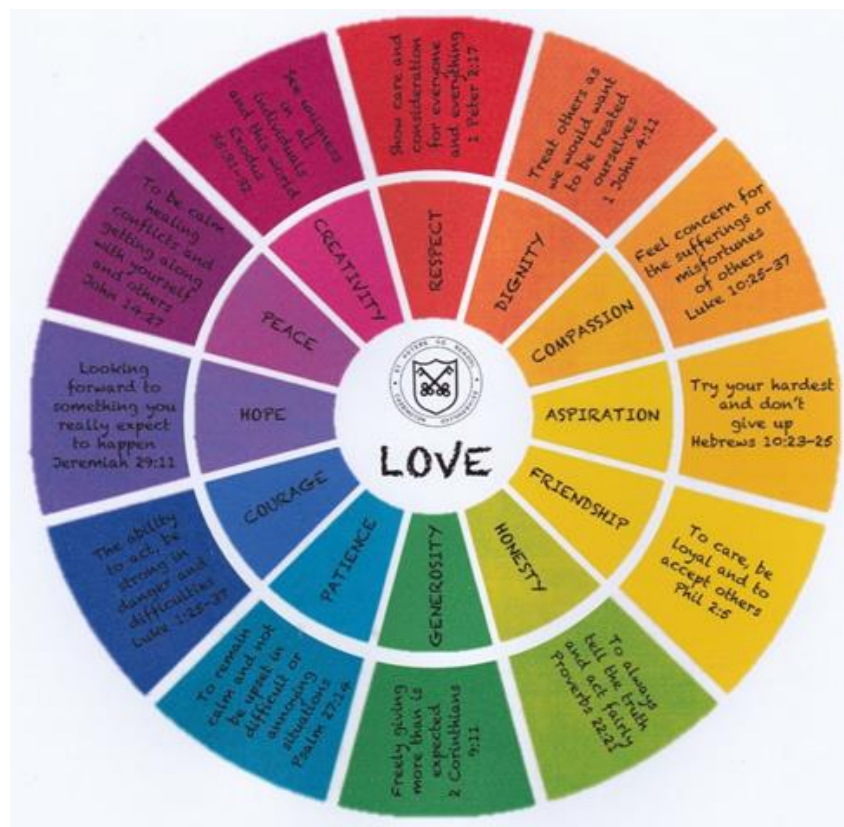 LOVE
RESPECT
Show care and
consideration
for everyone
and everything
1 Peter 2:17
DIGNITY
Treat others as
we would want
to be treated
ourselves
1 John 4:11
COMPASSION
Feel concern for
the sufferings or
misfortunes
of others
Luke 10:25-37
ASPIRATION
Try your hardest
and don't
give up
Hebrews 10:23-25
FRIENDSHIP
To care, be
loyal and to
accept others
Phil 2:5
HONESTY
To always
tell the truth
and act fairly
Proverbs 22:21
GENEROSITY
Freely giving
more than is
expected
2 Corinthians
9:11
PATIENCE
To remain
calm and not
be upset in
difficult or
annoying
situations
Psalm 27:14
COURAGE
The ability
to act, be
strong in
danger and
difficulties
Luke 1:25-37
HOPE
Looking
forward to
something you
really expect
to happen
Jeremiah 29:11
PEACE
To be calm
healing
conflicts and
getting along
with yourself
and others
John 14:27
CREATIVITY
See uniqness
in all
individuals
and this world
Exodus